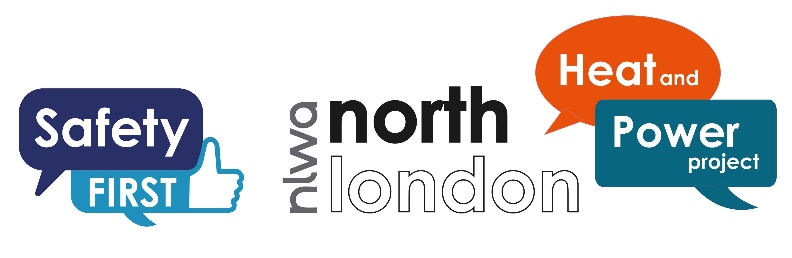 Safety
FIRST
nlwa
north
london
Heat and
Power
project